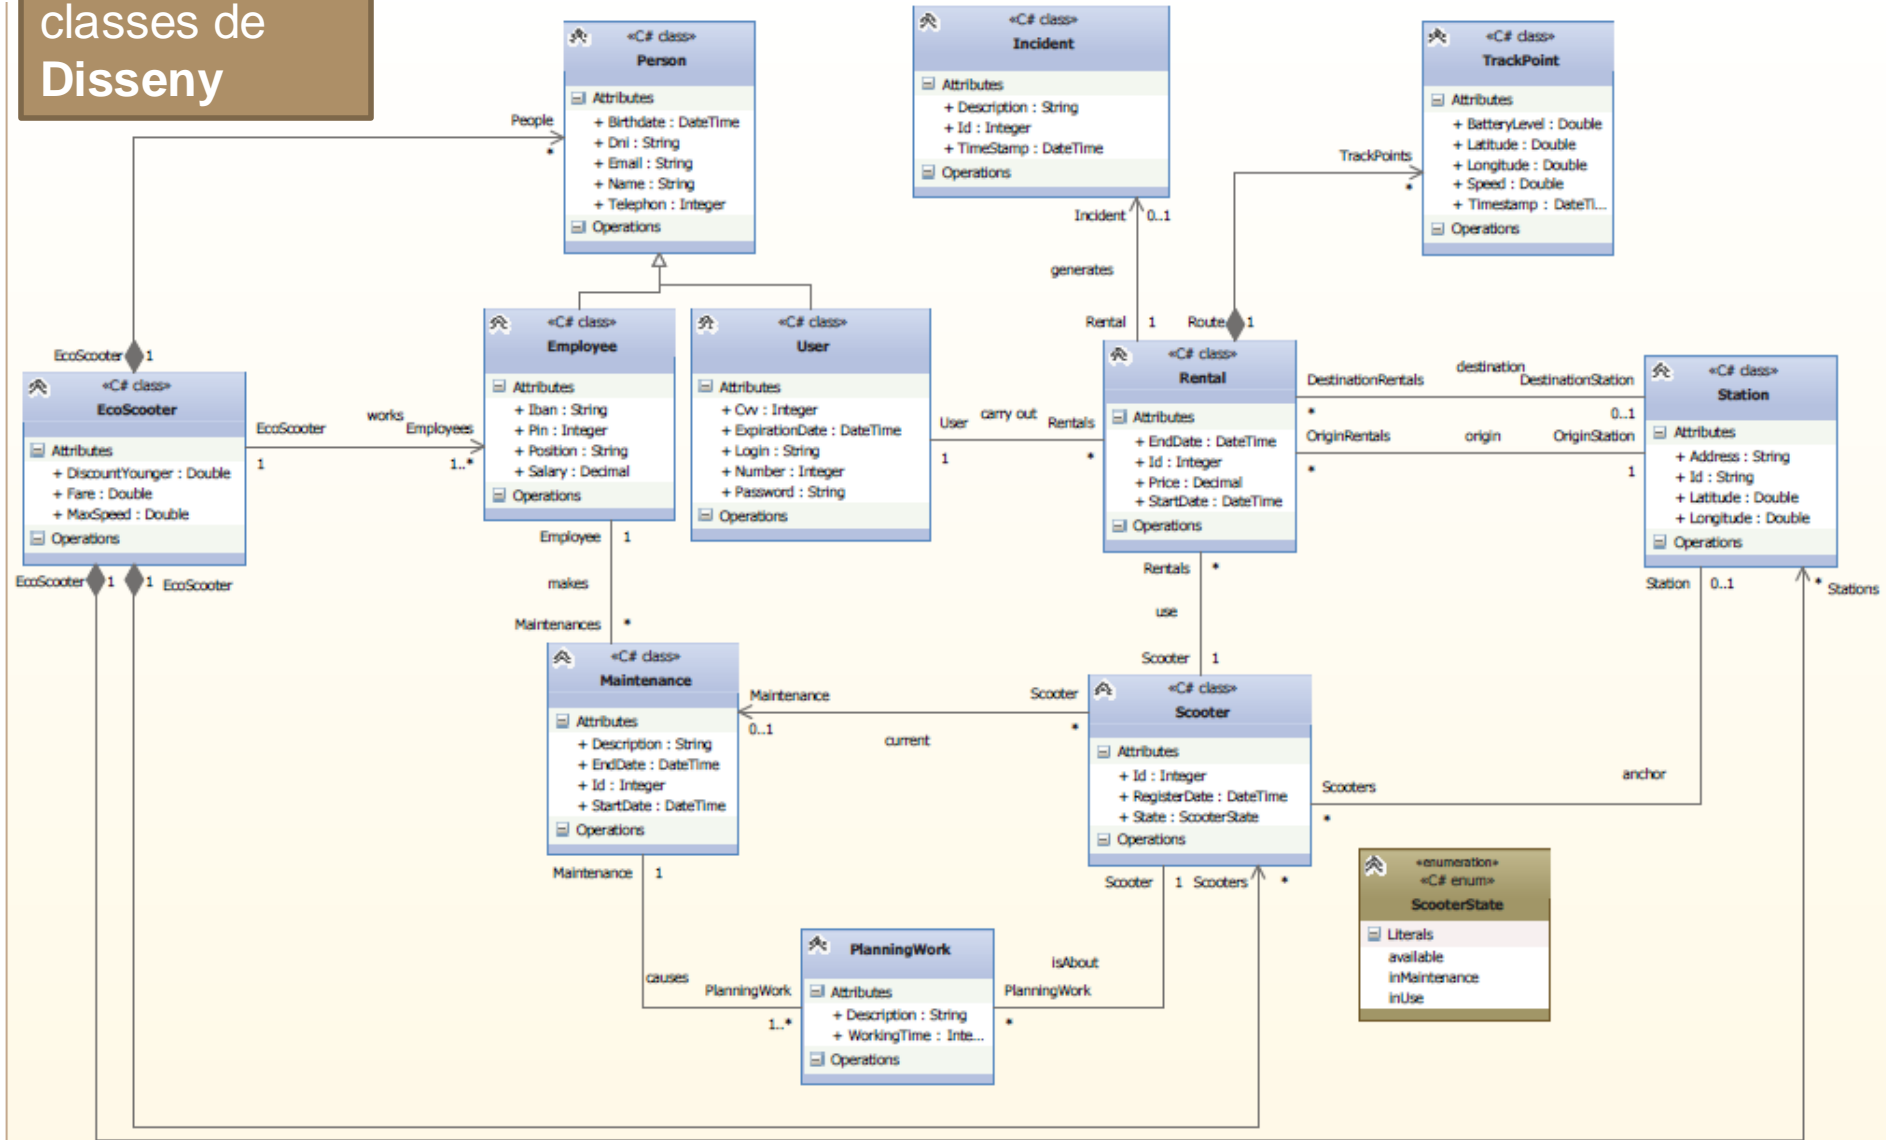 classes de
Disseny
«C# class»
Person
Attributes
+ Birthdate : DateTime
+ Dni : String
+ Email : String
+ Name : String
+ Telephon : Integer
Operations
«C# class»
Incident
Attributes
+ Description : String
+ Id : Integer
+ TimeStamp : DateTime
Operations
«C# class»
TrackPoint
Attributes
+ BatteryLevel : Double
+ Latitude : Double
+ Longitude : Double
+ Speed : Double
+ Timestamp : DateTi...
Operations
People
*
TrackPoints
*
Incident 0..1
generates
Rental 1
Route 1
EcoScooter 1
«C# class»
EcoScooter
Attributes
+ DiscountYounger : Double
+ Fare : Double
+ MaxSpeed : Double
Operations
EcoScooter works Employees
1 1..*
«C# class»
Employee
Attributes
+ Iban : String
+ Pin : Integer
+ Position : String
+ Salary : Decimal
Operations
«C# class»
User
Attributes
+ Cvv : Integer
+ ExpirationDate : DateTime
+ Login : String
+ Number : Integer
+ Password : String
Operations
User carry out Rentals
1 *
«C# class»
Rental
Attributes
+ EndDate : DateTime
+ Id : Integer
+ Price : Decimal
+ StartDate : DateTime
Operations
DestinationRentals destination DestinationStation
* 0..1
OriginRentals origin OriginStation
* 1
«C# class»
Station
Attributes
+ Address : String
+ Id : String
+ Latitude : Double
+ Longitude : Double
Operations
EcoScooter 1 1 EcoScooter
Employee 1
makes
Maintenances *
Rentals *
use
Scooter 1
Station 0..1
* Stations
«C# class»
Maintenance
Attributes
+ Description : String
+ EndDate : DateTime
+ Id : Integer
+ StartDate : DateTime
Operations
Maintenance Scooter
0..1 current *
«C# class»
Scooter
Attributes
+ Id : Integer
+ RegisterDate : DateTime
+ State : ScooterState
Operations
anchor
Scooters
*
Maintenance 1
causes
PlanningWork
1..*
PlanningWork
Attributes
+ Description : String
+ WorkingTime : Inte...
Operations
Scooter 1 Scooters *
isAbout
PlanningWork
*
«enumeration»
«C# enum»
ScooterState
Literals
available
inMaintenance
inUse